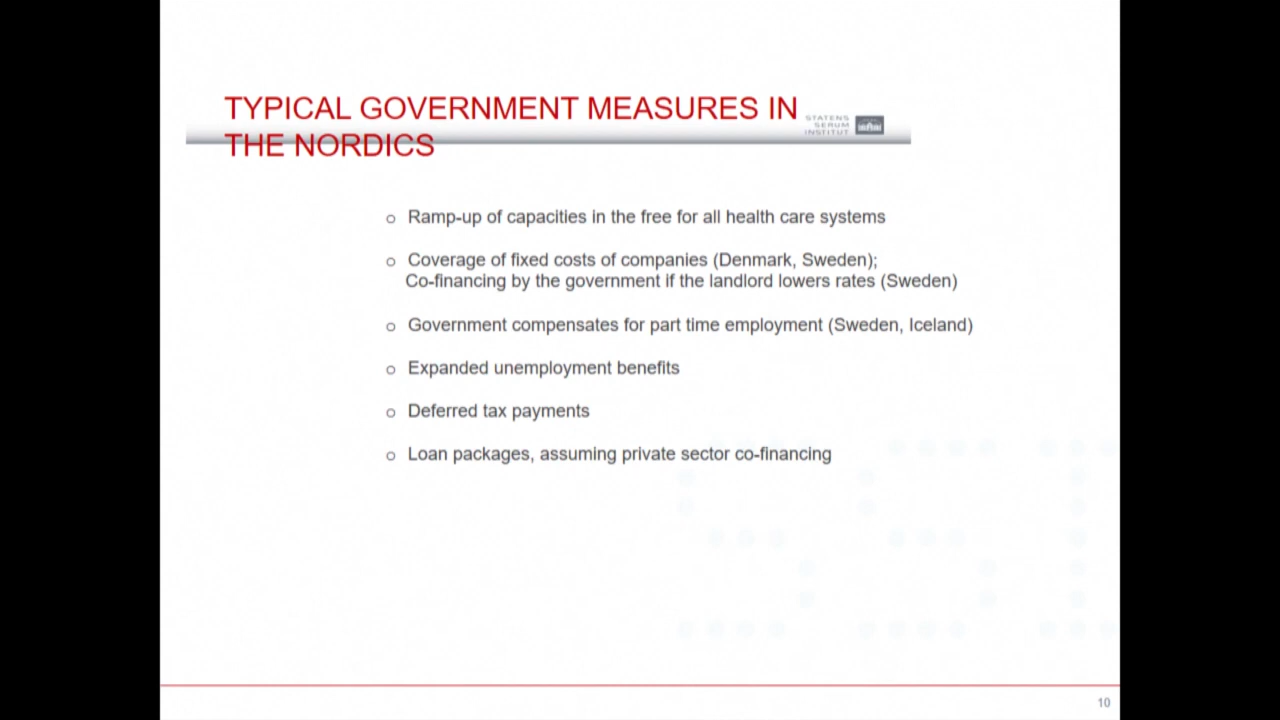 TYPICAL GOVERNMENT MEASURES IN
THE NORDICS
STATENS
SERUM
INSTITUT
o Ramp-up of capacities in the free for all health care systems
o Coverage of fixed costs of companies (Denmark, Sweden);
Co-financing by the government if the landlord lowers rates (Sweden)
o Government compensates for part time employment (Sweden, Iceland)
o Expanded unemployment benefits
o Deferred tax payments
o Loan packages, assuming private sector co-financing
10